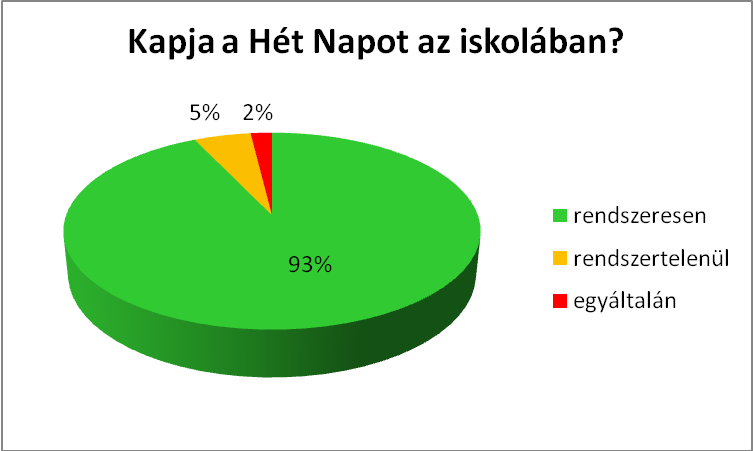 Kapja a Hét Napot az iskolában?
5% 2%
93%
rendszeresen
rendszertelenül
egyáltalán